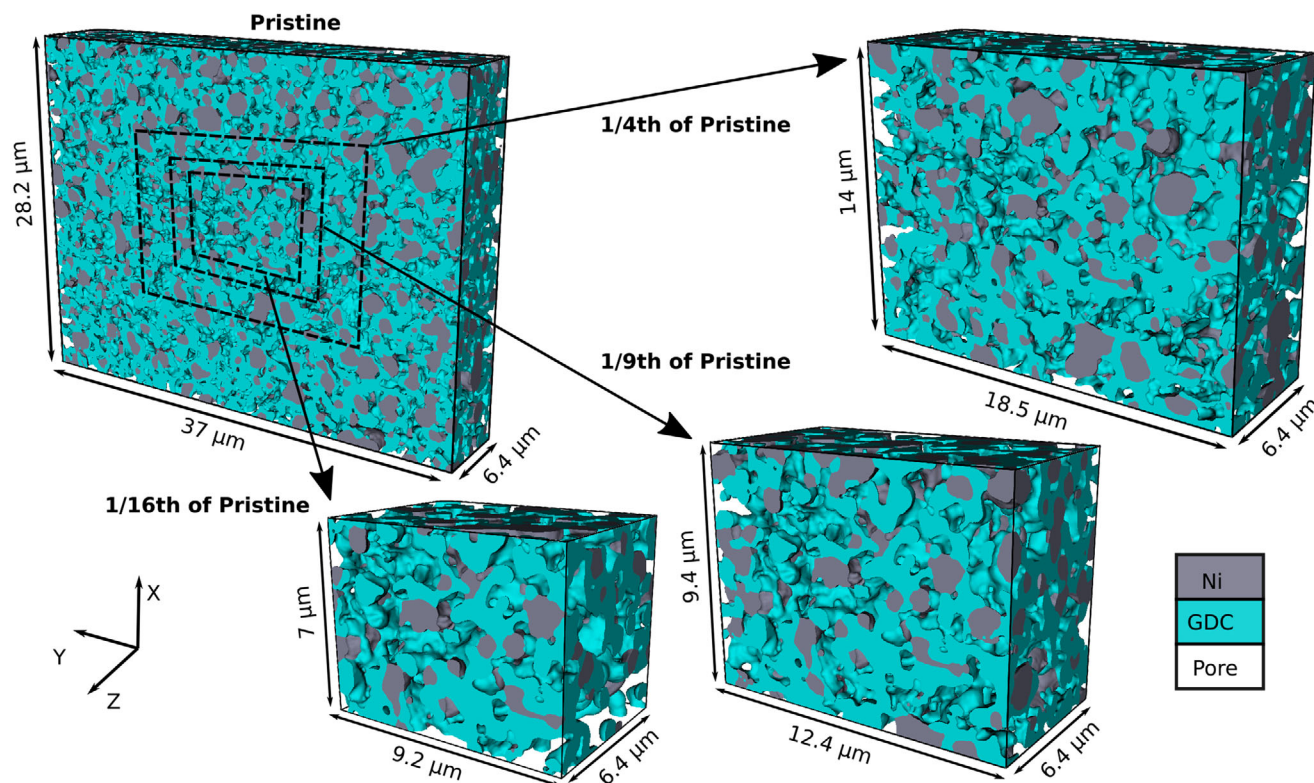 Pristine
28.2 μm
37 μm
6.4 μm
1/4th of Pristine
14 μm
18.5 μm
6.4 μm
1/9th of Pristine
9.4 μm
12.4 μm
6.4 μm
1/16th of Pristine
7 μm
9.2 μm
6.4 μm
X
Y
Z
Ni
GDC
Pore